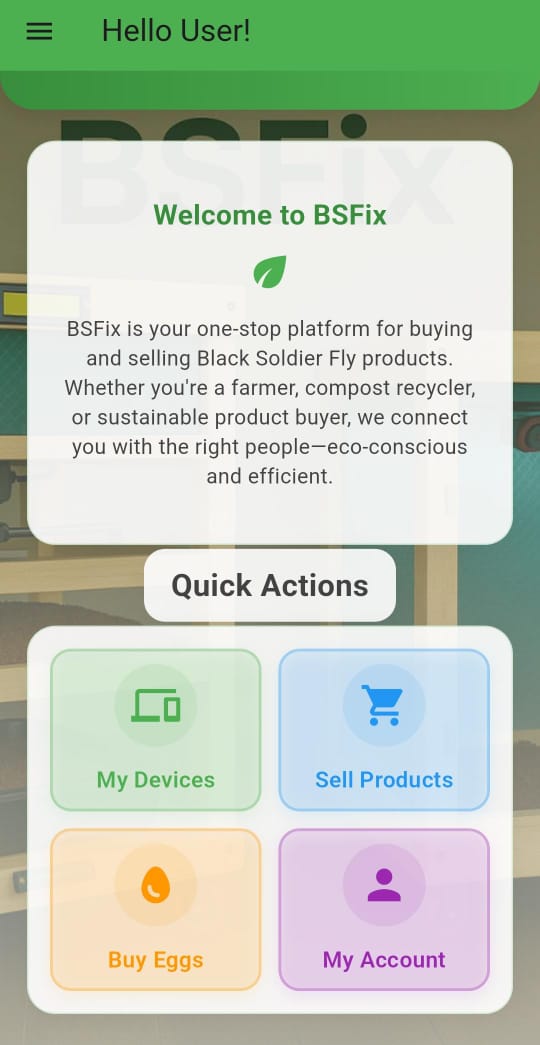 Hello User!
BSFix
Welcome to BSFix
BSFix is your one-stop platform for buying
and selling Black Soldier Fly products.
Whether you're a farmer, compost recycler,
or sustainable product buyer, we connect
you with the right people—eco-conscious
and efficient.
Quick Actions
My Devices
Sell Products
Buy Eggs
My Account